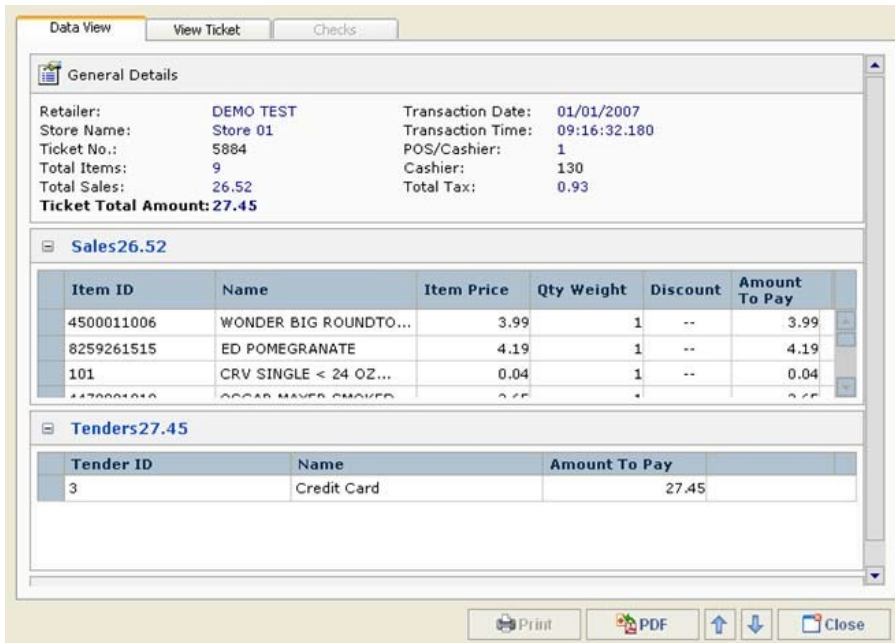 Data View View Ticket Checks
General Details
Retailer: DEMO TEST Transaction Date: 01/01/2007
Store Name: Store 01 Transaction Time: 09:16:32.180
Ticket No.: 5884 POS/Cashier: 1
Total Items: 9 Cashier: 130
Total Sales: 26.52 Total Tax: 0.93
Ticket Total Amount: 27.45
Sales26.52
Item ID Name Item Price Qty Weight Discount Amount To Pay
4500011006 WONDER BIG ROUNDTO... 3.99 1 -- 3.99
8259261515 ED POMEGRANATE 4.19 1 -- 4.19
101 CRV SINGLE < 24 OZ... 0.04 1 -- 0.04
OSCAR MAYER SMOKED
Tenders27.45
Tender ID Name Amount To Pay
3 Credit Card 27.45
Print PDF Close